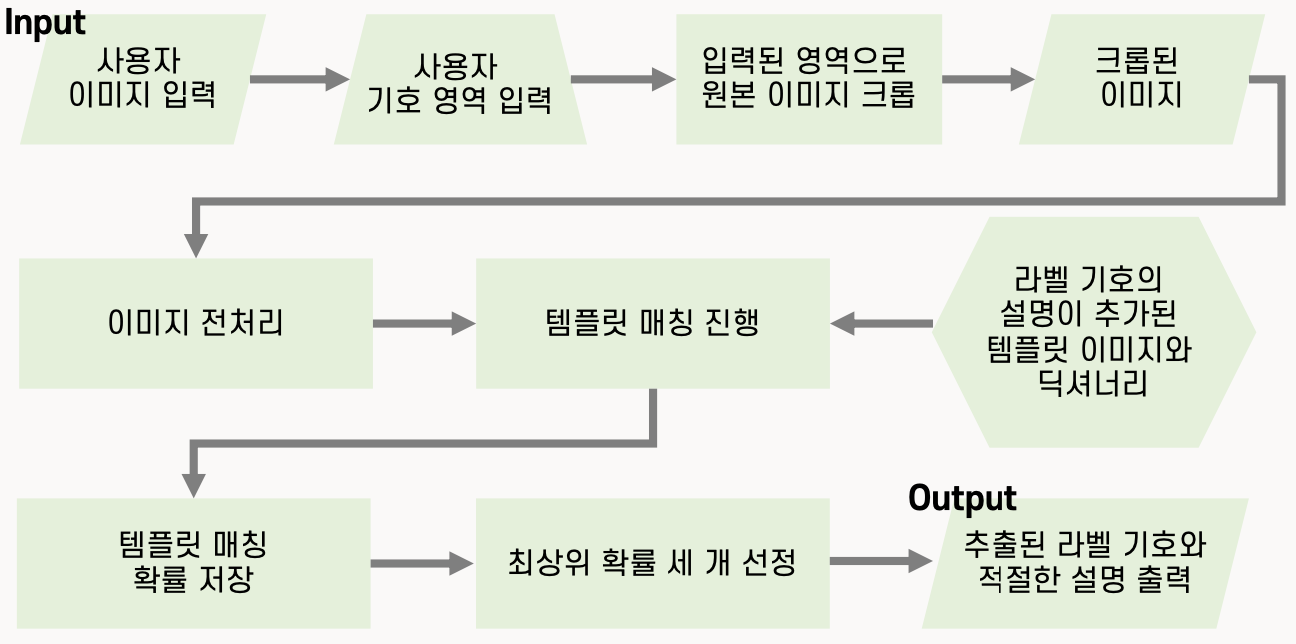 Input
사용자
이미지 입력
사용자
기호 영역 입력
입력된 영역으로
원본 이미지 크롭
크롭된
이미지
이미지 전처리
템플릿 매칭 진행
라벨 기호의
설명이 추가된
템플릿 이미지와
딕셔너리
템플릿 매칭
확률 저장
최상위 확률 세 개 선정
Output
추출된 라벨 기호와
적절한 설명 출력